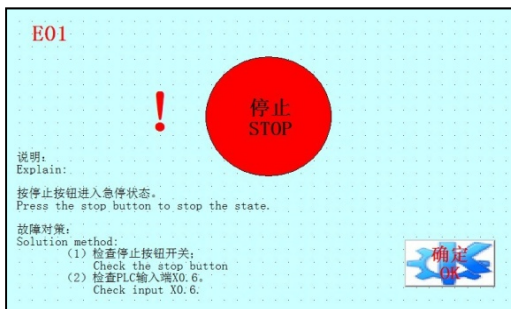 E01
!
停止
STOP
说明:
Explain:
按停止按钮进入急停状态。
Press the stop button to stop the state.
故障对策:
Solution method:
(1) 检查停止按钮开关;
Check the stop button
(2) 检查PLC输入端X0.6。
Check input X0.6.
确定
OK